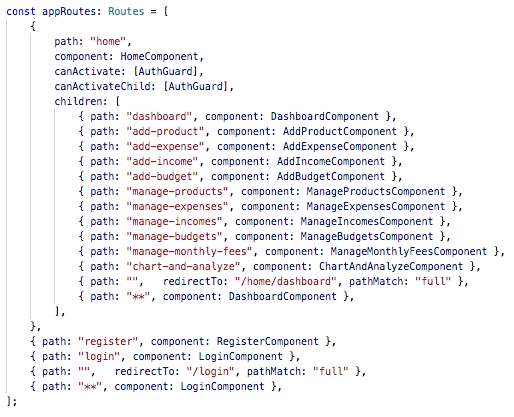 const appRoutes: Routes = [
    {
        path: "home",
        component: HomeComponent,
        canActivate: [AuthGuard],
        canActivateChild: [AuthGuard],
        children: [
            { path: "dashboard", component: DashboardComponent },
            { path: "add-product", component: AddProductComponent },
            { path: "add-expense", component: AddExpenseComponent },
            { path: "add-income", component: AddIncomeComponent },
            { path: "add-budget", component: AddBudgetComponent },
            { path: "manage-products", component: ManageProductsComponent },
            { path: "manage-expenses", component: ManageExpensesComponent },
            { path: "manage-incomes", component: ManageIncomesComponent },
            { path: "manage-budgets", component: ManageBudgetsComponent },
            { path: "manage-monthly-fees", component: ManageMonthlyFeesComponent },
            { path: "chart-and-analyze", component: ChartAndAnalyzeComponent },
            { path: "",   redirectTo: "/home/dashboard", pathMatch: "full" },
            { path: "**", component: DashboardComponent },
        ],
    },
    { path: "register", component: RegisterComponent },
    { path: "login", component: LoginComponent },
    { path: "",   redirectTo: "/login", pathMatch: "full" },
    { path: "**", component: LoginComponent },
];